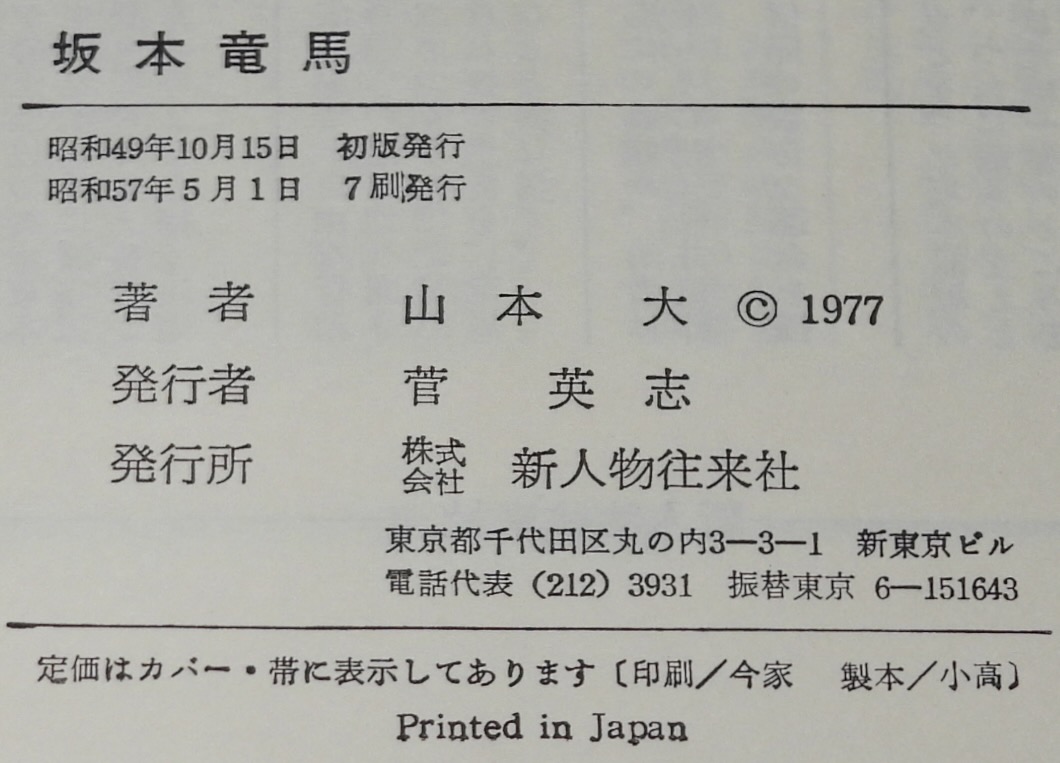 坂本竜馬
昭和49年10月15日 初版発行
昭和57年5月1日 7刷発行
著者 山本 大 © 1977
発行者 菅 英志
発行所 株式会社 新人物往来社
東京都千代田区丸の内3―3―1 新東京ビル
電話代表（212）3931 振替東京 6―151643
定価はカバー・帯に表示してあります〔印刷／今家 製本／小高〕
Printed in Japan